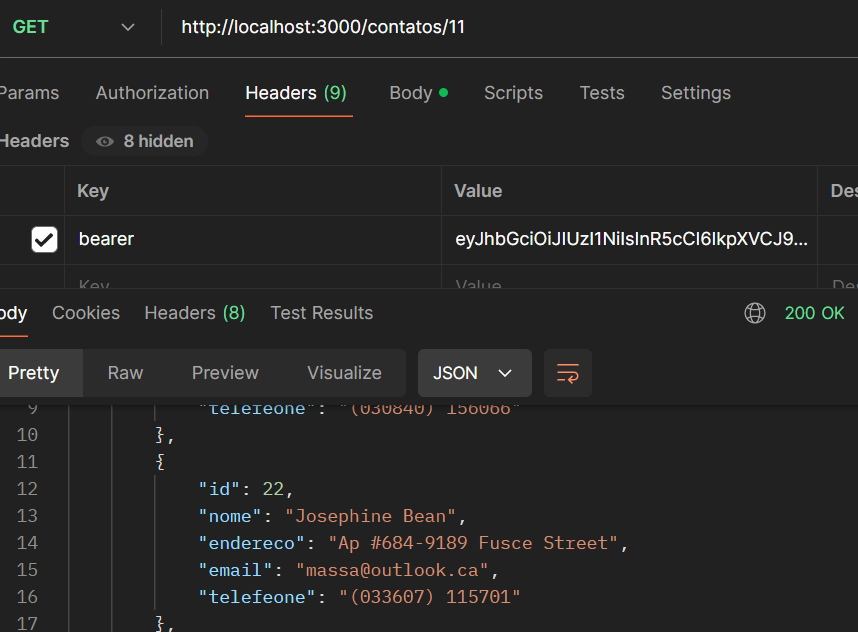 GET http://localhost:3000/contatos/11
Params Authorization Headers (9) Body Scripts Tests Settings
Headers 8 hidden
Key Value Des
bearer eyJhbGciOiJIUzI1NiIsInR5cCI6IkpXVCJ9...
Key Value Des
ody Cookies Headers (8) Test Results 200 OK
Pretty Raw Preview Visualize JSON
9 "telefeone": "(030840) 156066"
10 },
11 {
12 "id": 22,
13 "nome": "Josephine Bean",
14 "endereco": "Ap #684-9189 Fusce Street",
15 "email": "massa@outlook.ca",
16 "telefeone": "(033607) 115701"
17 },